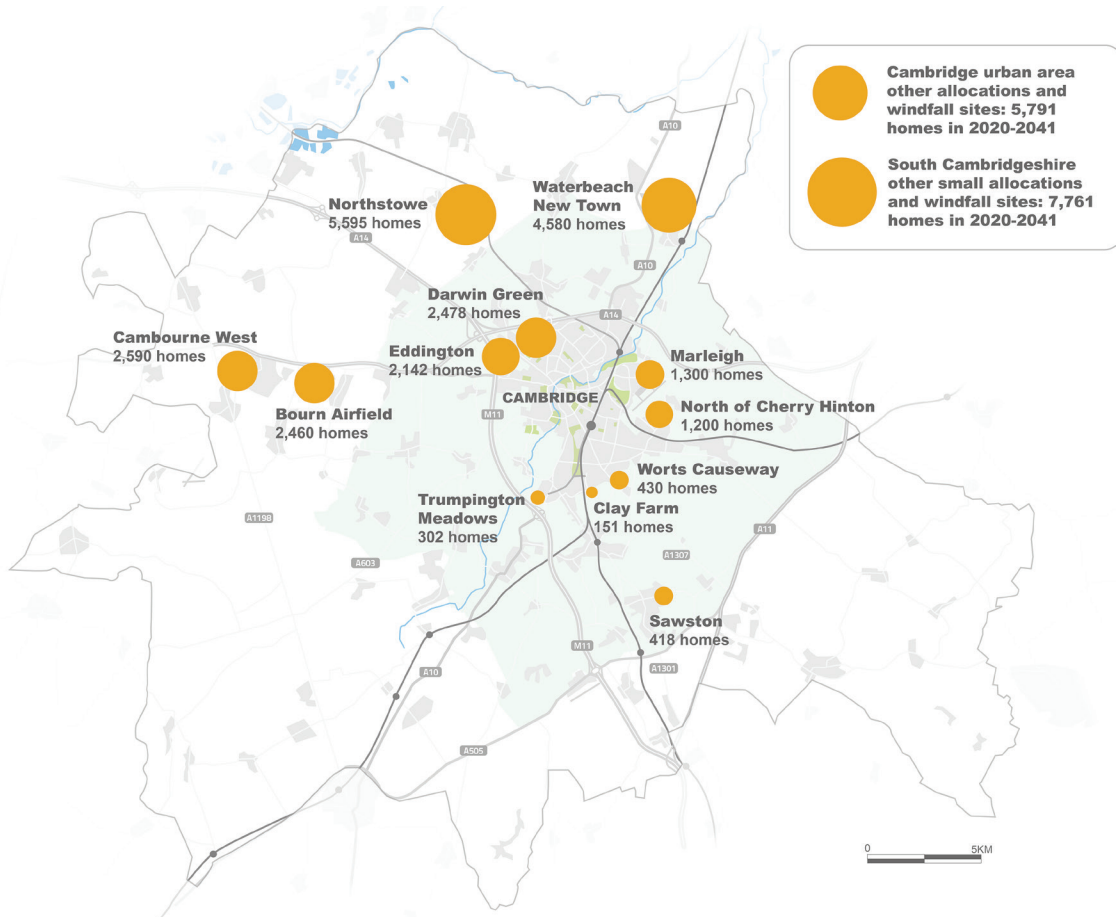 Cambridge urban area
other allocations and
windfall sites: 5,791
homes in 2020-2041
South Cambridgeshire
other small allocations
and windfall sites: 7,761
homes in 2020-2041
A10
Northstowe
5,595 homes
Waterbeach
New Town
4,580 homes
A14
A10
Darwin Green
2,478 homes
A14
Cambourne West
2,590 homes
Eddington
2,142 homes
Marleigh
1,300 homes
CAMBRIDGE
Bourn Airfield
2,460 homes
M11
North of Cherry Hinton
1,200 homes
Worts Causeway
430 homes
Trumpington
Meadows
302 homes
Clay Farm
151 homes
A1198
A11
A603
A1307
Sawston
418 homes
M11
A10
A1301
A505
0 5KM